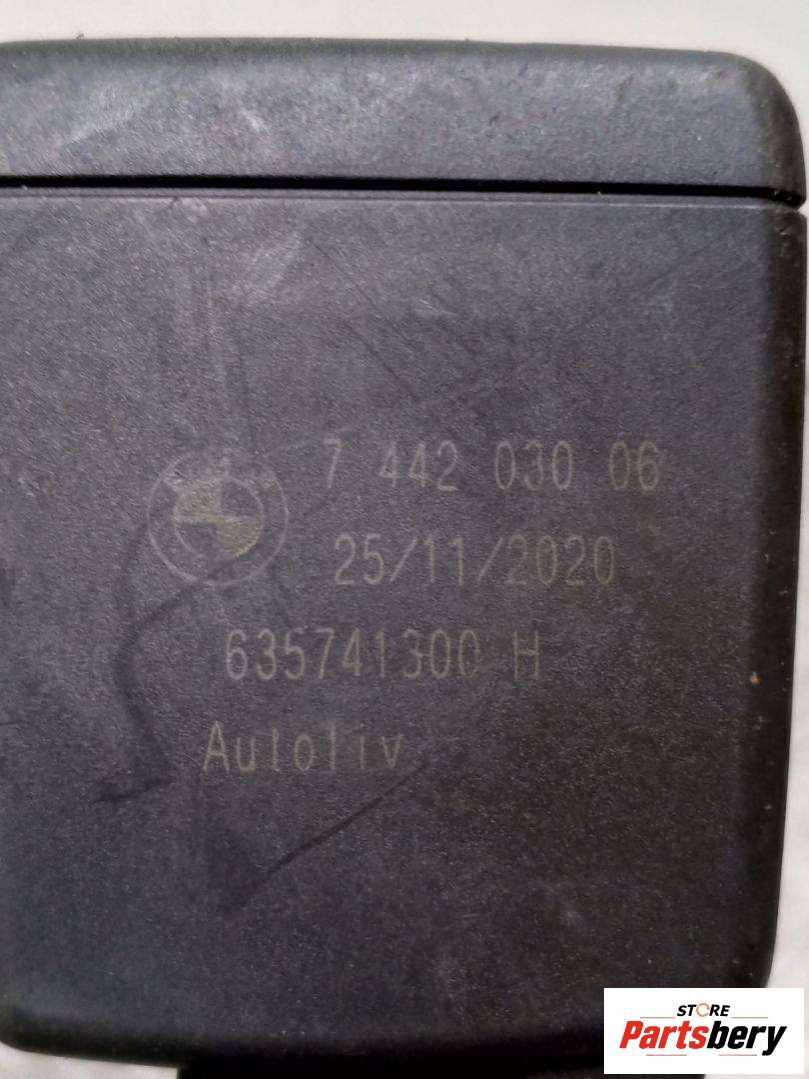 7 442 030 06
25/11/2020
635741300 H
Autoliv
STORE
Partsbery